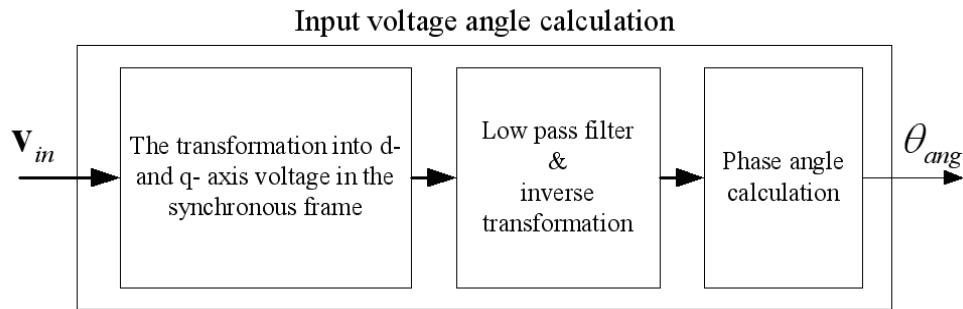 Input voltage angle calculation
v_in
The transformation into d-
and q- axis voltage in the
synchronous frame
Low pass filter
&
inverse
transformation
Phase angle
calculation
θ_ang